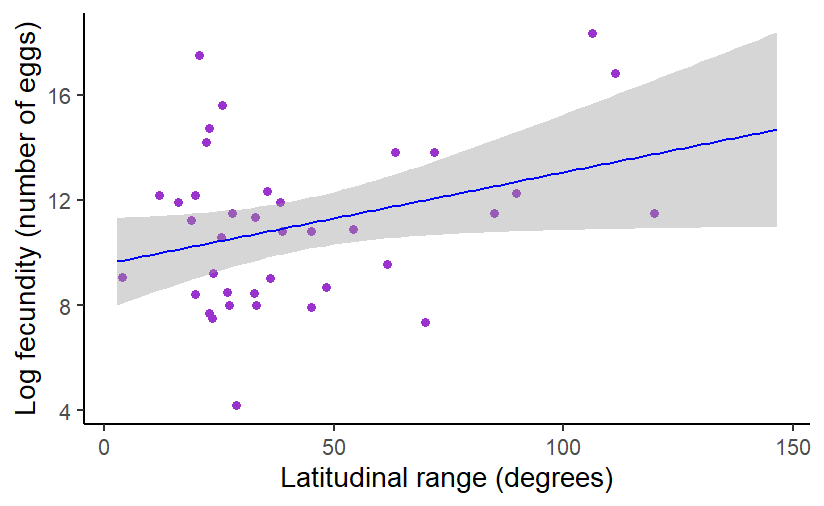 Log fecundity (number of eggs)
16
12
8
4
0 50 100 150
Latitudinal range (degrees)